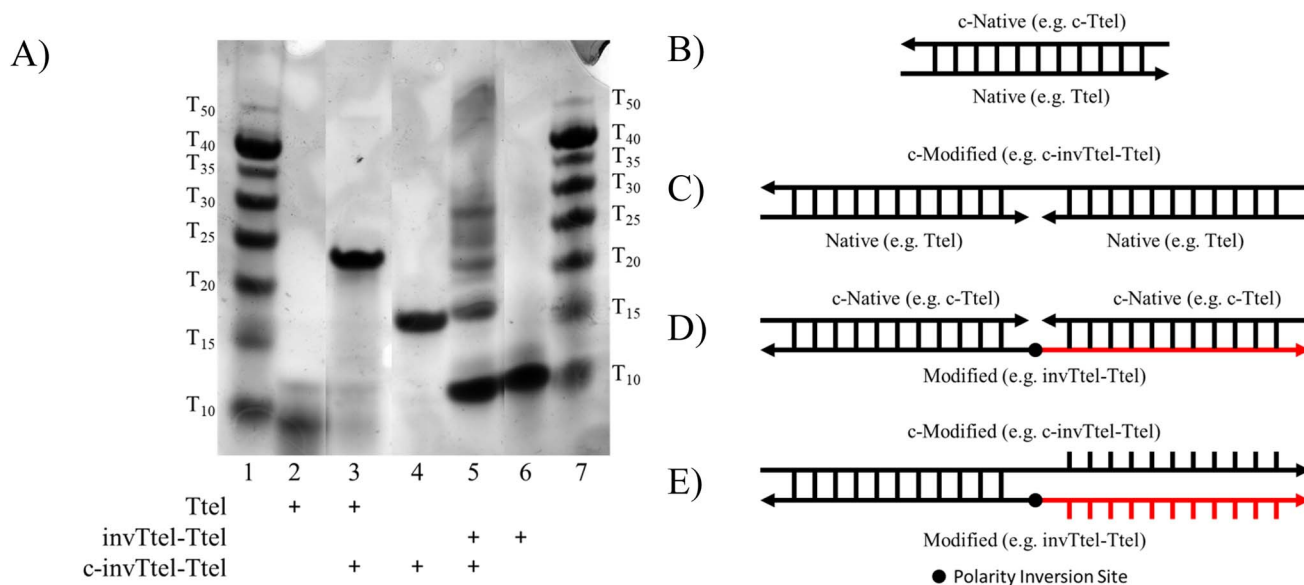 A)
T₅₀
T₄₀
T₃₅
T₃₀
T₂₅
T₂₀
T₁₅
T₁₀
T₅₀
T₄₀
T₃₅
T₃₀
T₂₅
T₂₀
T₁₅
T₁₀
1 2 3 4 5 6 7
Ttel + +
invTtel-Ttel + +
c-invTtel-Ttel + + +
B)
c-Native (e.g. c-Ttel)
Native (e.g. Ttel)
C)
c-Modified (e.g. c-invTtel-Ttel)
Native (e.g. Ttel) Native (e.g. Ttel)
D)
c-Native (e.g. c-Ttel) c-Native (e.g. c-Ttel)
Modified (e.g. invTtel-Ttel)
E)
c-Modified (e.g. c-invTtel-Ttel)
Modified (e.g. invTtel-Ttel)
Polarity Inversion Site